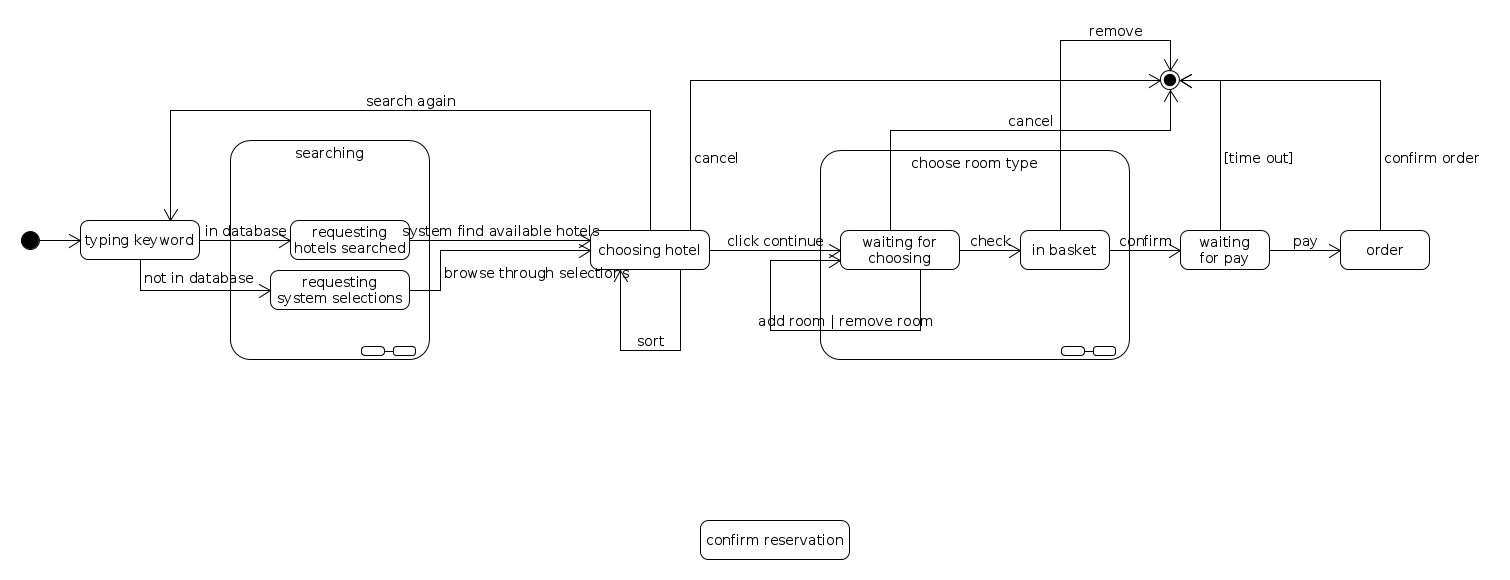 remove
search again
cancel
searching
cancel
choose room type
[time out]
confirm order
typing keyword
in database
requesting
hotels searched
system find available hotels
choosing hotel
click continue
waiting for
choosing
check
in basket
confirm
waiting
for pay
pay
order
not in database
requesting
system selections
browse through selections
add room | remove room
sort
confirm reservation